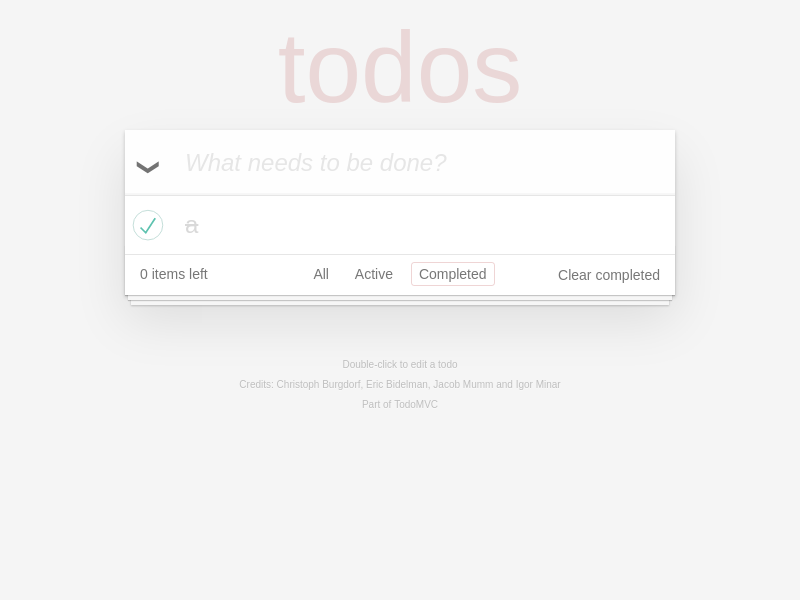 todos
What needs to be done?
a
0 items left All Active Completed Clear completed
Double-click to edit a todo
Credits: Christoph Burgdorf, Eric Bidelman, Jacob Mumm and Igor Minar
Part of TodoMVC